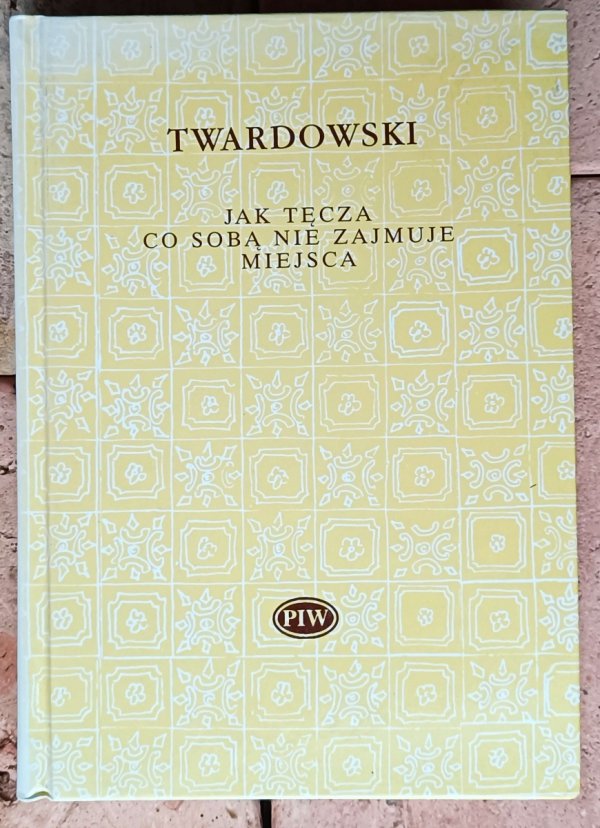 TWARDOWSKI
JAK TĘCZA
CO SOBĄ NIE ZAJMUJE
MIEJSCA
PIW